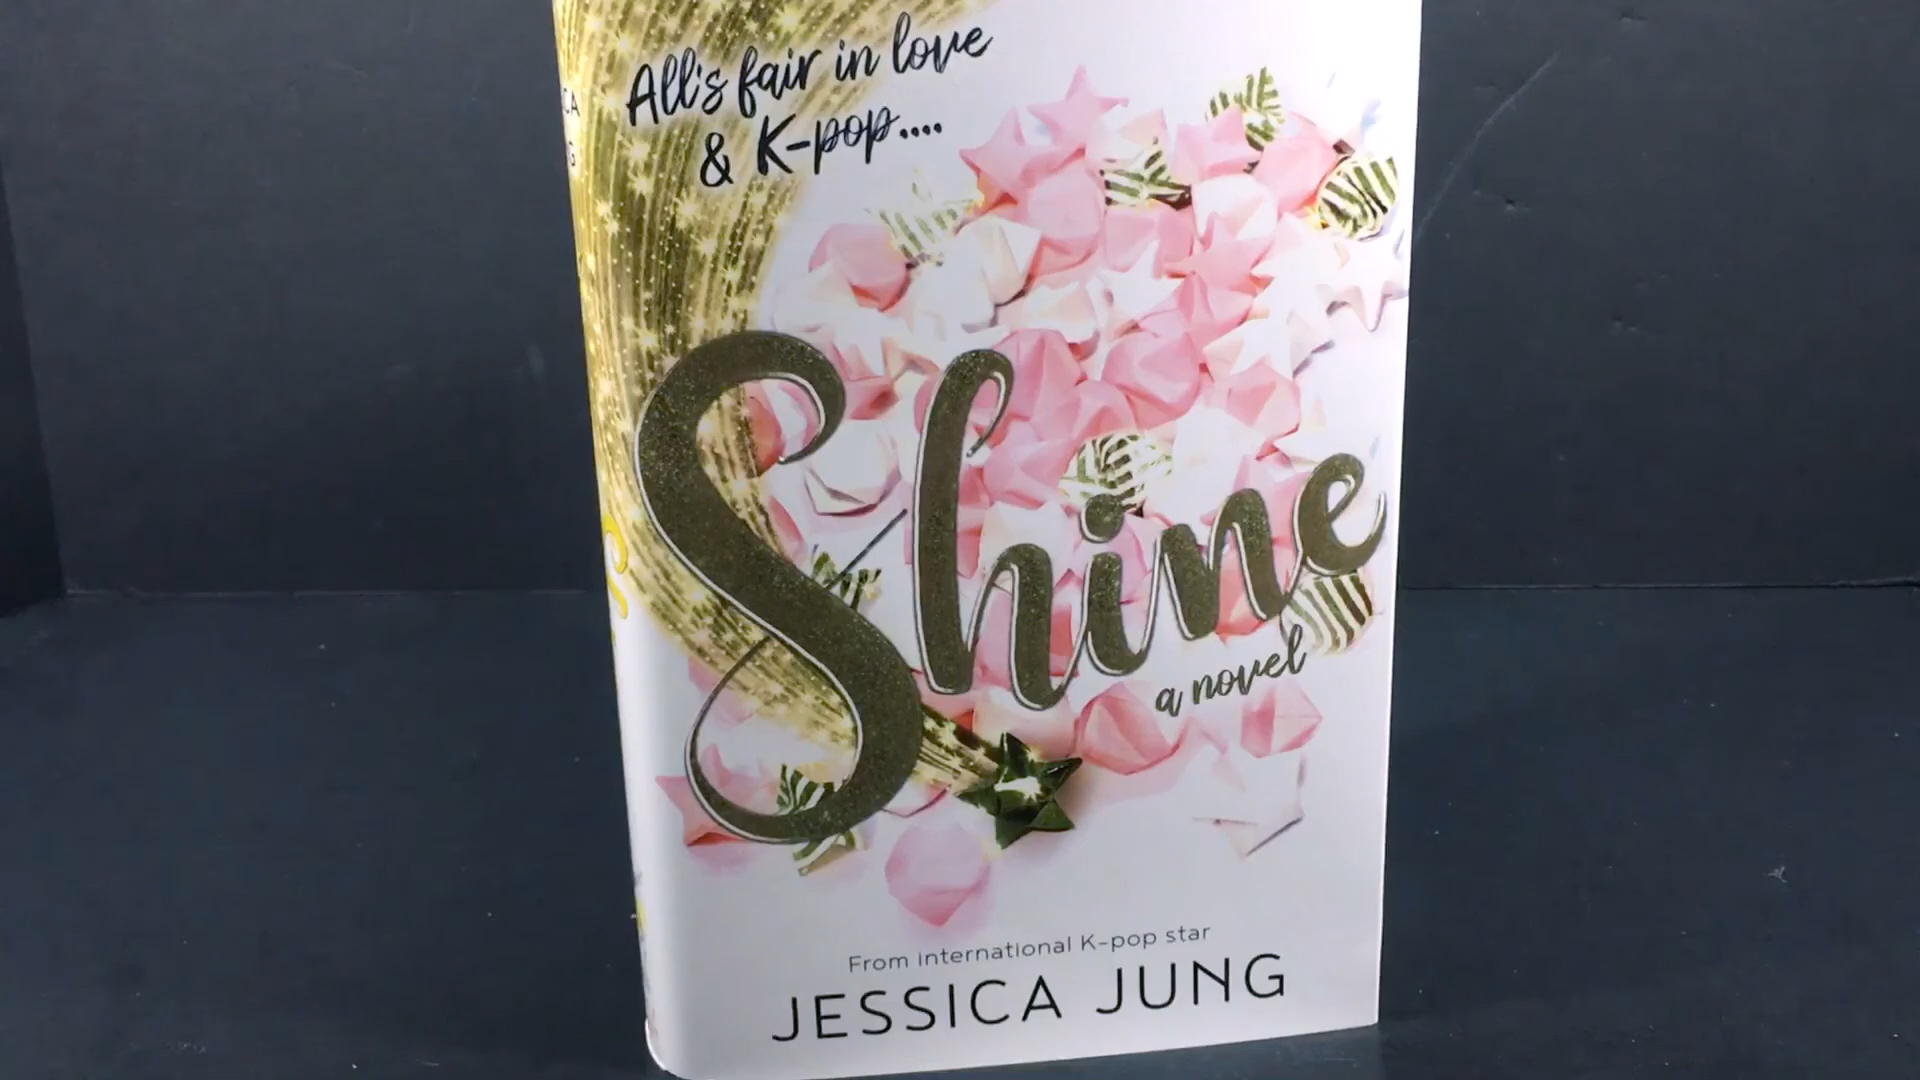 All's fair in love
& K-pop....
Shine
a novel
From international K-pop star
JESSICA JUNG